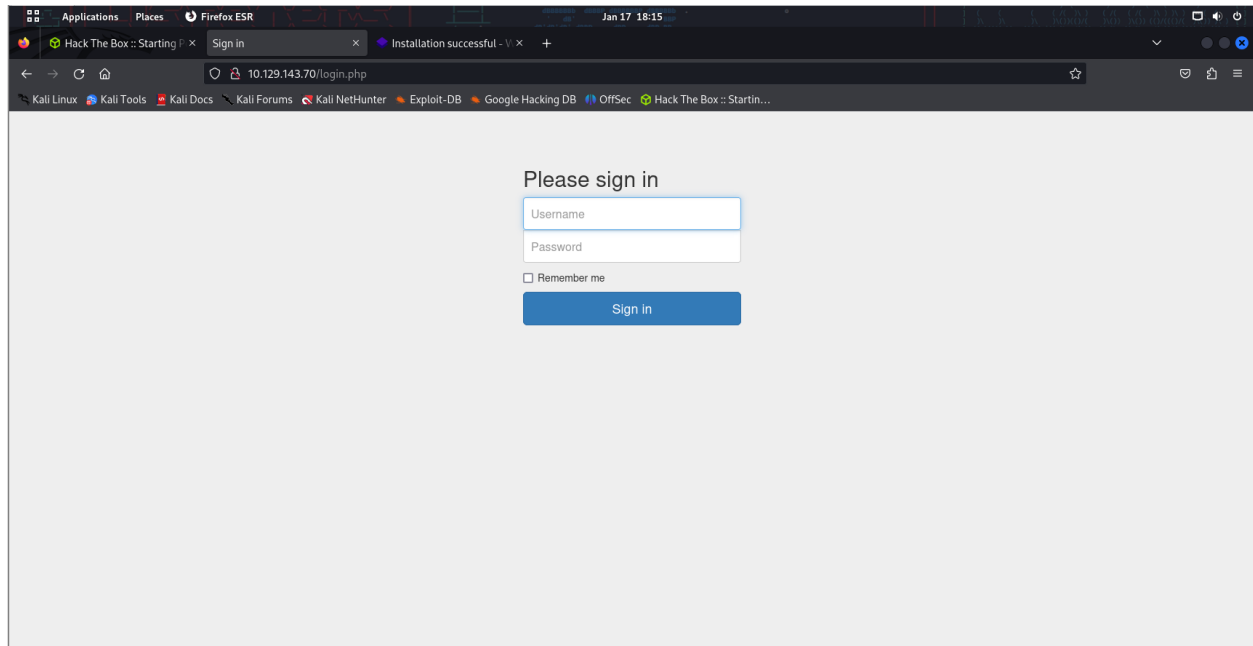 Applications Places Firefox ESR Jan 17 18:15
Hack The Box :: Starting P Sign in Installation successful - W
10.129.143.70/login.php
Kali Linux Kali Tools Kali Docs Kali Forums Kali NetHunter Exploit-DB Google Hacking DB OffSec Hack The Box :: Startin…
Please sign in
Username
Password
Remember me
Sign in